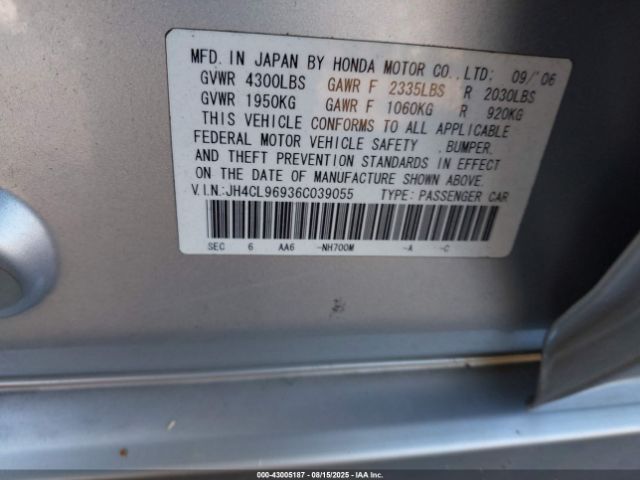 MFD. IN JAPAN BY HONDA MOTOR CO.,LTD; 09/'06
GVWR 4300LBS GAWR F 2335LBS R 2030LBS
GVWR 1950KG GAWR F 1060KG R 920KG
THIS VEHICLE CONFORMS TO ALL APPLICABLE
FEDERAL MOTOR VEHICLE SAFETY ,BUMPER,
AND THEFT PREVENTION STANDARDS IN EFFECT
ON THE DATE OF MANUFACTURE SHOWN ABOVE.
V.I.N:JH4CL96936C039055 TYPE: PASSENGER CAR
SEC 6 AA6 -NH700M -A -C
000-43005187 - 08/15/2025 - IAA Inc.